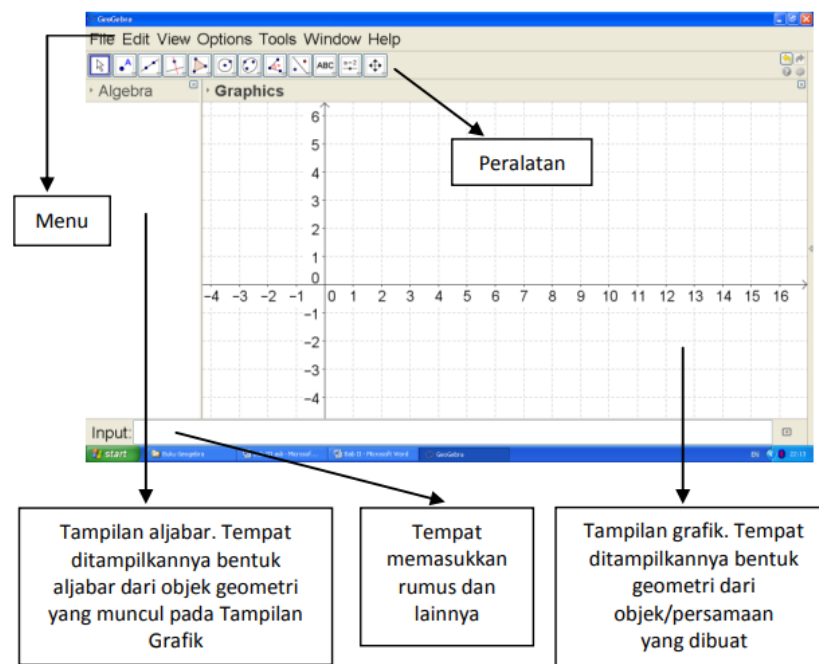 GeoGebra
File Edit View Options Tools Window Help
A
ABC
a=2
Algebra
Graphics
6
5
4
3
2
1
0
−4 −3 −2 −1 0 1 2 3 4 5 6 7 8 9 10 11 12 13 14 15 16
−1
−2
−3
−4
Peralatan
Menu
Input:
start Buku Geogebra Bab II - Microsoft Word GeoGebra EN 22:13
Tampilan aljabar. Tempat
ditampilkannya bentuk
aljabar dari objek geometri
yang muncul pada Tampilan
Grafik
Tempat
memasukkan
rumus dan
lainnya
Tampilan grafik. Tempat
ditampilkannya bentuk
geometri dari
objek/persamaan
yang dibuat